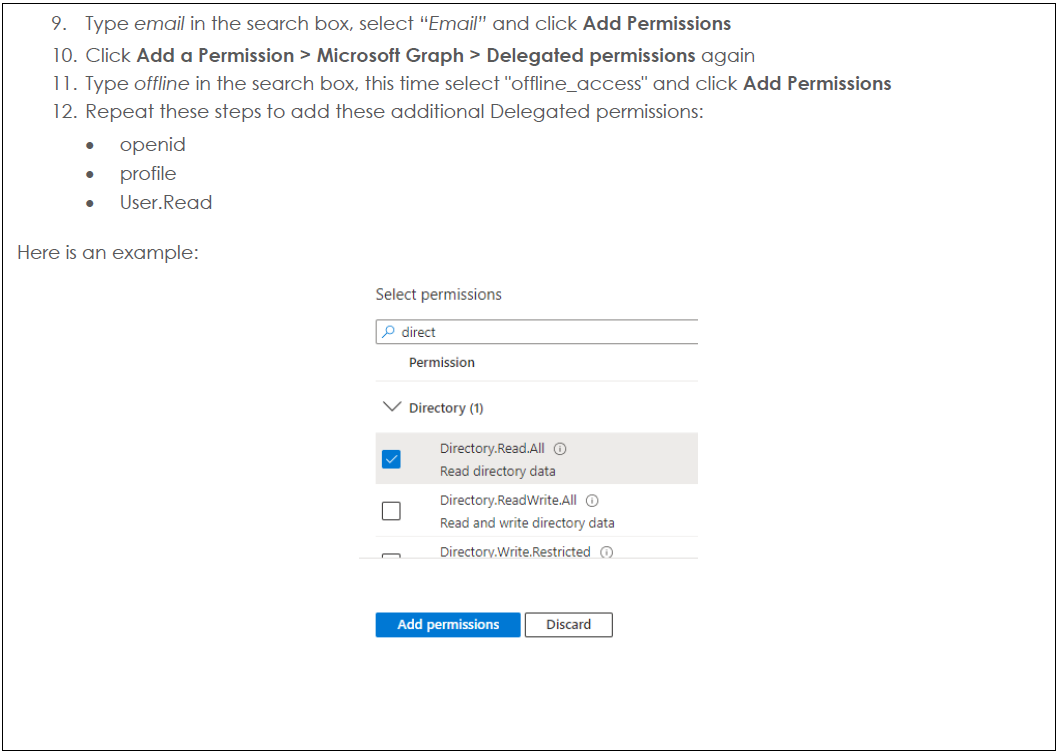 9. Type email in the search box, select “Email” and click Add Permissions
10. Click Add a Permission > Microsoft Graph > Delegated permissions again
11. Type offline in the search box, this time select "offline_access" and click Add Permissions
12. Repeat these steps to add these additional Delegated permissions:
• openid
• profile
• User.Read
Here is an example:
Select permissions
direct
Permission
Directory (1)
Directory.Read.All
Read directory data
Directory.ReadWrite.All
Read and write directory data
Directory.Write.Restricted
Add permissions Discard